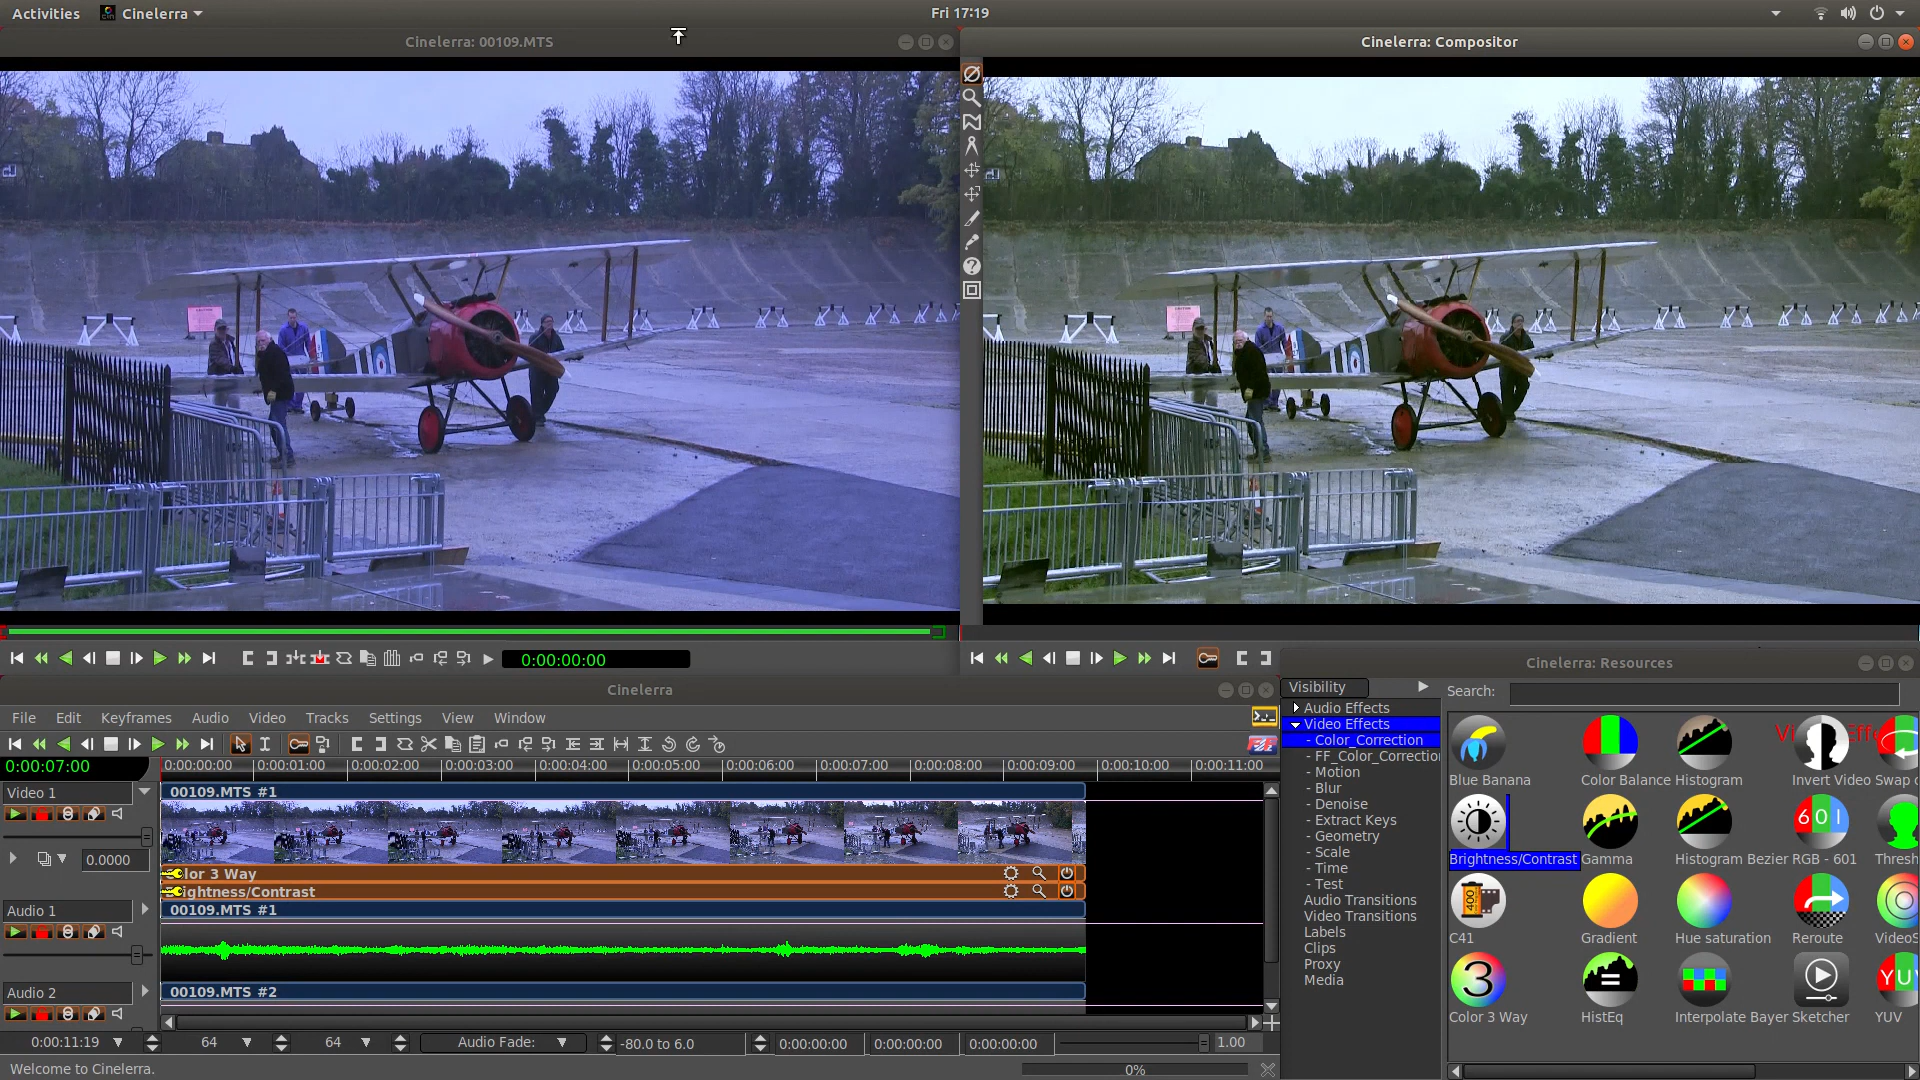 Activities Cinelerra Fri 17:19
Cinelerra: 00109.MTS
Cinelerra: Compositor
0:00:00:00
Cinelerra
File Edit Keyframes Audio Video Tracks Settings View Window
0:00:07:00 0:00:00:00 0:00:01:00 0:00:02:00 0:00:03:00 0:00:04:00 0:00:05:00 0:00:06:00 0:00:07:00 0:00:08:00 0:00:09:00 0:00:10:00 0:00:11:00
Video 1 00109.MTS #1
0.0000
lor 3 Way
ightness/Contrast
Audio 1 00109.MTS #1
Audio 2 00109.MTS #2
0:00:11:19 64 64 Audio Fade: -80.0 to 6.0 0:00:00:00 0:00:00:00 0:00:00:00 1.00
Welcome to Cinelerra. 0%
Cinelerra: Resources
Visibility Search:
Audio Effects
Video Effects
- Color_Correction
- FF_Color_Correctio
- Motion
- Blur
- Denoise
- Extract Keys
- Geometry
- Scale
- Time
- Test
Audio Transitions
Video Transitions
Labels
Clips
Proxy
Media
Blue Banana Color Balance Histogram Invert Video Swap c
601
Brightness/Contrast Gamma Histogram Bezier RGB - 601 Thresh
400
C41 Gradient Hue saturation Reroute VideoS
3 YU
Color 3 Way HistEq Interpolate Bayer Sketcher YUV